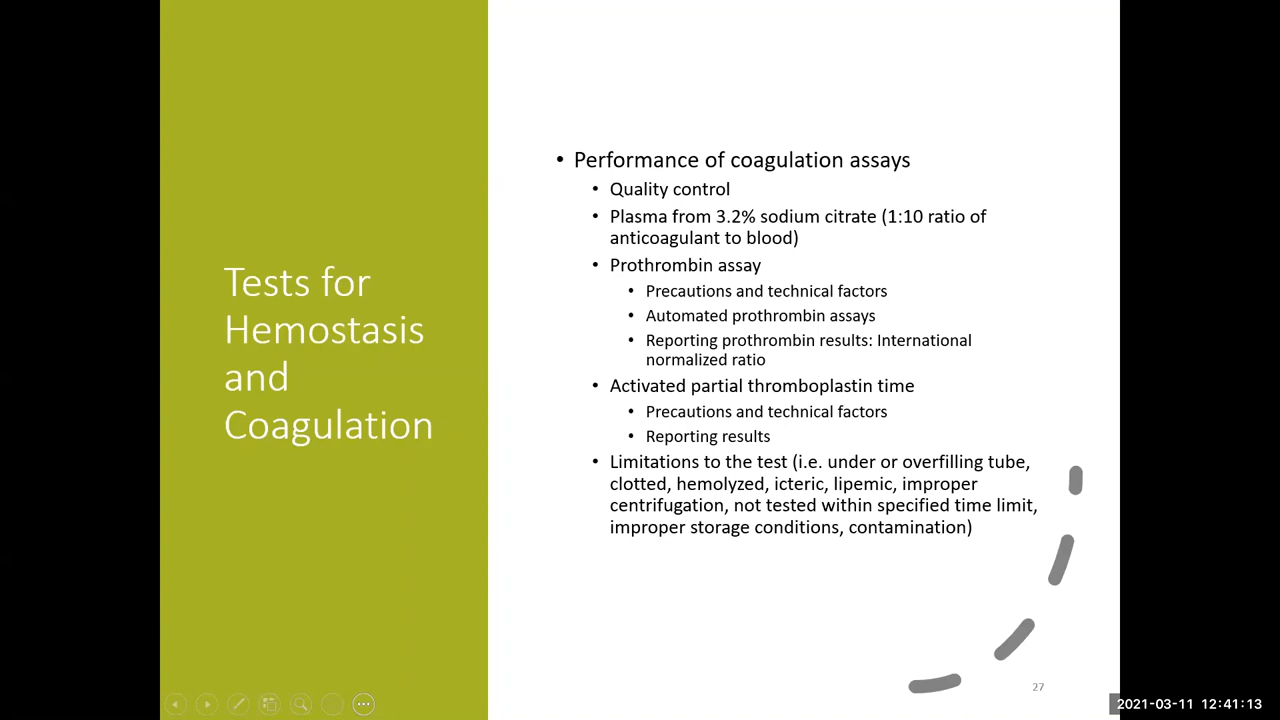 Tests for
Hemostasis
and
Coagulation
• Performance of coagulation assays
• Quality control
• Plasma from 3.2% sodium citrate (1:10 ratio of
anticoagulant to blood)
• Prothrombin assay
• Precautions and technical factors
• Automated prothrombin assays
• Reporting prothrombin results: International
normalized ratio
• Activated partial thromboplastin time
• Precautions and technical factors
• Reporting results
• Limitations to the test (i.e. under or overfilling tube,
clotted, hemolyzed, icteric, lipemic, improper
centrifugation, not tested within specified time limit,
improper storage conditions, contamination)
27
2021-03-11 12:41:13